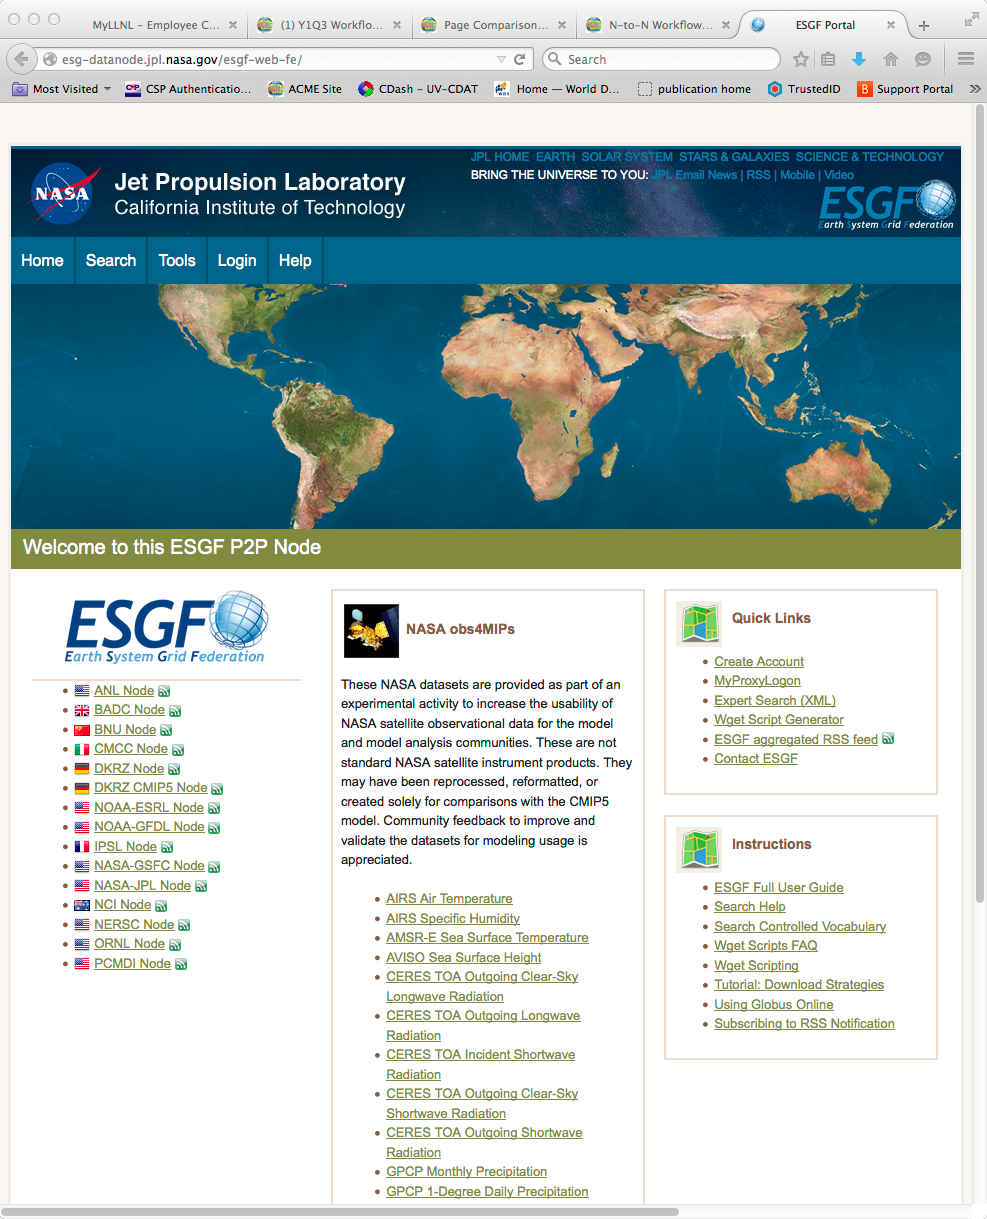 MyLLNL – Employee C...
(1) Y1Q3 Workflo...
Page Comparison...
N-to-N Workflow...
ESGF Portal
esg-datanode.jpl.nasa.gov/esgf-web-fe/
Search
Most Visited
CSP Authenticatio...
ACME Site
CDash – UV-CDAT
Home — World D...
publication home
TrustedID
Support Portal
NASA
Jet Propulsion Laboratory
California Institute of Technology
JPL HOME EARTH SOLAR SYSTEM STARS & GALAXIES SCIENCE & TECHNOLOGY
BRING THE UNIVERSE TO YOU: JPL Email News | RSS | Mobile | Video
ESGF
Earth System Grid Federation
Home
Search
Tools
Login
Help
Welcome to this ESGF P2P Node
ESGF
Earth System Grid Federation
ANL Node
BADC Node
BNU Node
CMCC Node
DKRZ Node
DKRZ CMIP5 Node
NOAA-ESRL Node
NOAA-GFDL Node
IPSL Node
NASA-GSFC Node
NASA-JPL Node
NCI Node
NERSC Node
ORNL Node
PCMDI Node
NASA obs4MIPs
These NASA datasets are provided as part of an
experimental activity to increase the usability of
NASA satellite observational data for the model
and model analysis communities. These are not
standard NASA satellite instrument products. They
may have been reprocessed, reformatted, or
created solely for comparisons with the CMIP5
model. Community feedback to improve and
validate the datasets for modeling usage is
appreciated.
AIRS Air Temperature
AIRS Specific Humidity
AMSR-E Sea Surface Temperature
AVISO Sea Surface Height
CERES TOA Outgoing Clear-Sky
Longwave Radiation
CERES TOA Outgoing Longwave
Radiation
CERES TOA Incident Shortwave
Radiation
CERES TOA Outgoing Clear-Sky
Shortwave Radiation
CERES TOA Outgoing Shortwave
Radiation
GPCP Monthly Precipitation
GPCP 1-Degree Daily Precipitation
Quick Links
Create Account
MyProxyLogon
Expert Search (XML)
Wget Script Generator
ESGF aggregated RSS feed
Contact ESGF
Instructions
ESGF Full User Guide
Search Help
Search Controlled Vocabulary
Wget Scripts FAQ
Wget Scripting
Tutorial: Download Strategies
Using Globus Online
Subscribing to RSS Notification